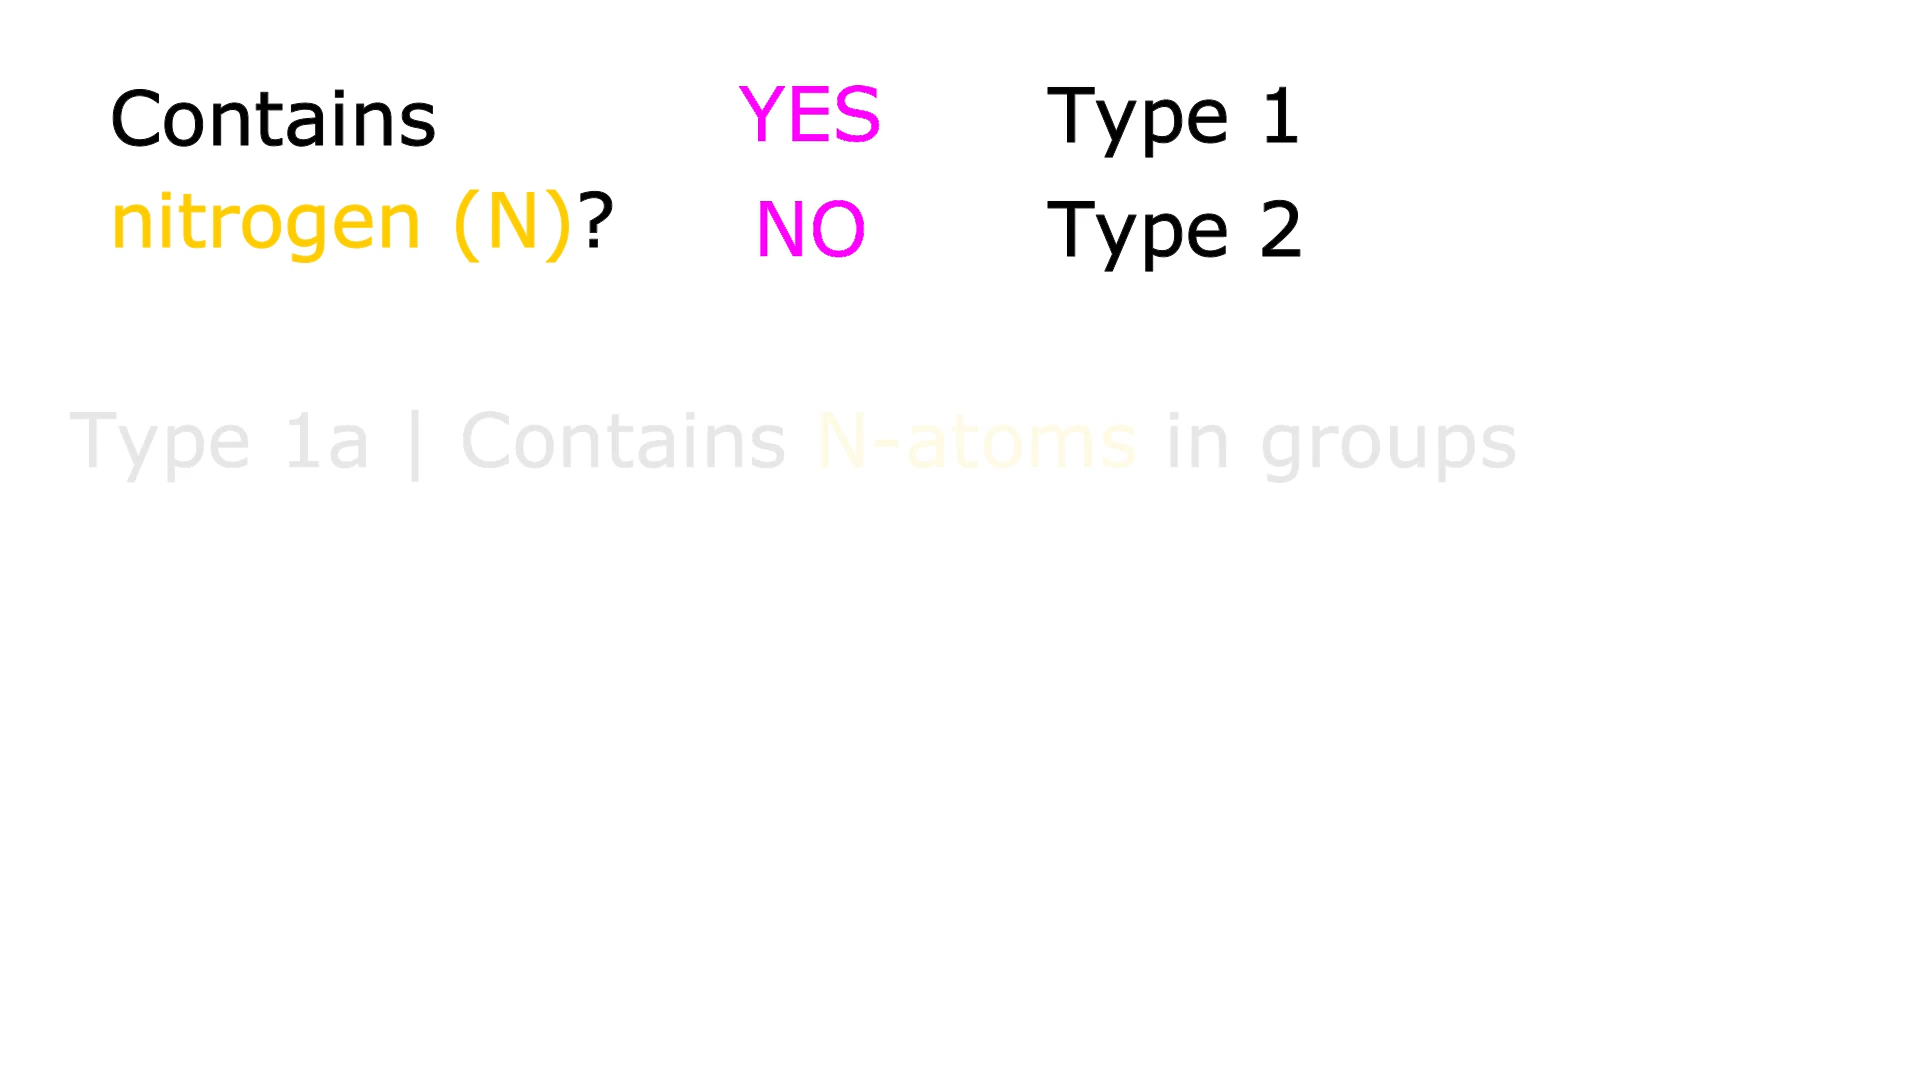 Contains YES Type 1
nitrogen (N)? NO Type 2
Type 1a | Contains N-atoms in groups